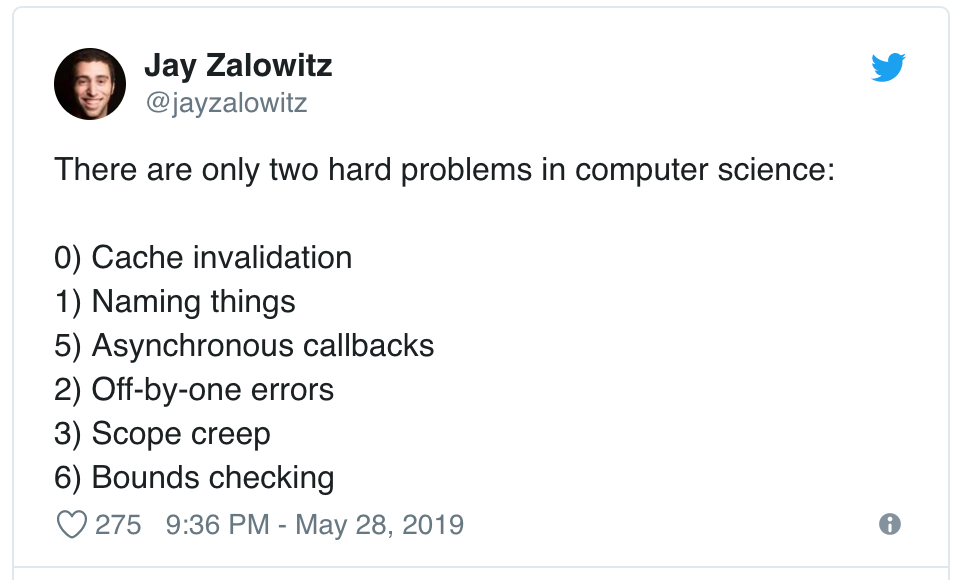 Jay Zalowitz
@jayzalowitz
There are only two hard problems in computer science:
0) Cache invalidation
1) Naming things
5) Asynchronous callbacks
2) Off-by-one errors
3) Scope creep
6) Bounds checking
275 9:36 PM - May 28, 2019